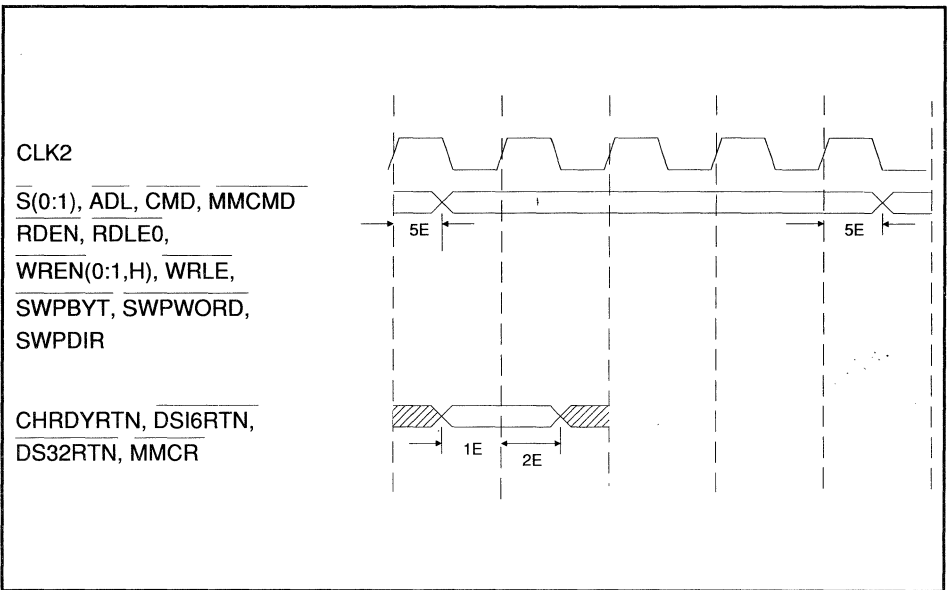 CLK2
S(0:1), ADL, CMD, MMCMD
RDEN, RDLE0,
WREN(0:1,H), WRLE,
SWPBYT, SWPWORD,
SWPDIR
5E
5E
CHRDYRTN, DSI6RTN,
DS32RTN, MMCR
1E
2E